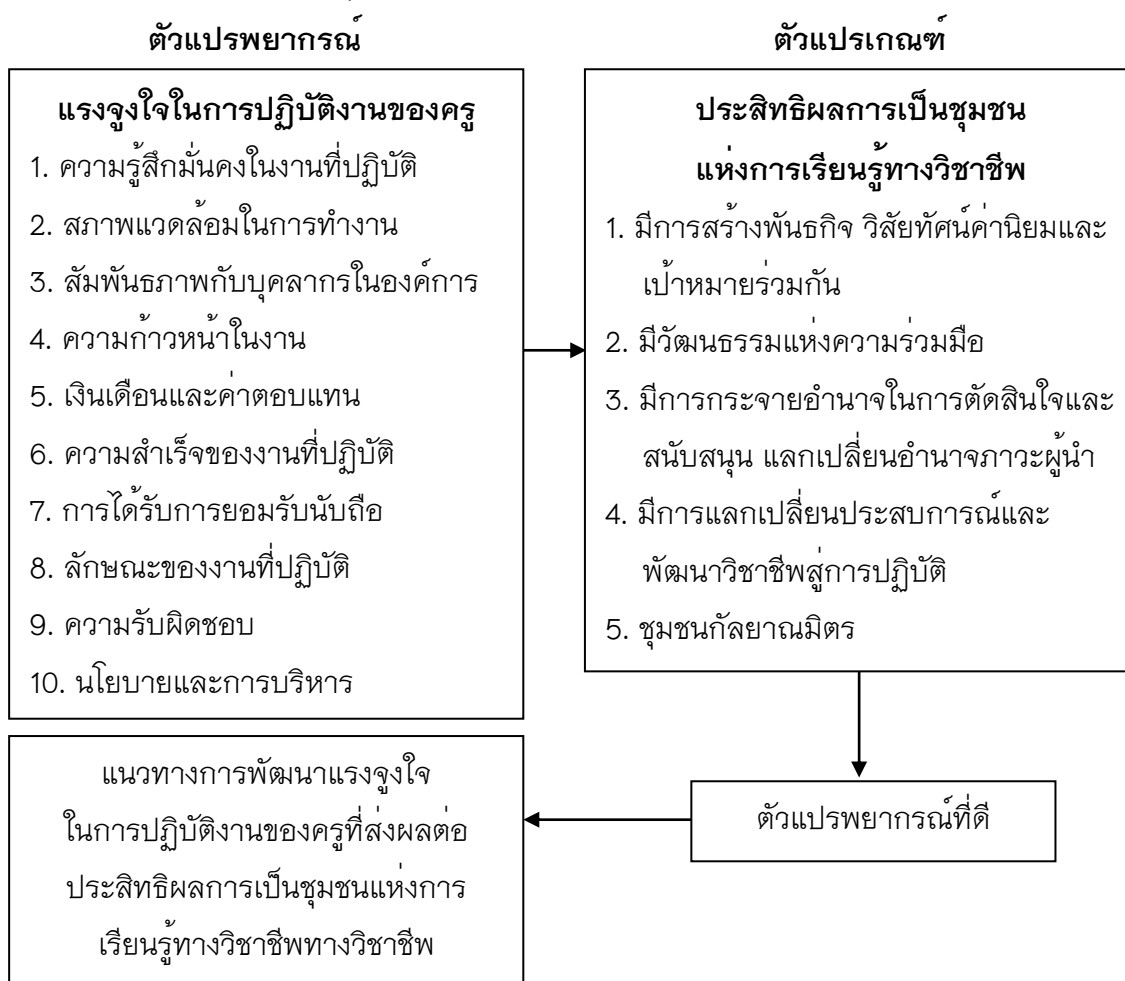 ตัวแปรพยากรณ์
ตัวแปรเกณฑ์
แรงจูงใจในการปฏิบัติงานของครู
1. ความรู้สึกมั่นคงในงานที่ปฏิบัติ
2. สภาพแวดล้อมในการทำงาน
3. สัมพันธภาพกับบุคลากรในองค์การ
4. ความก้าวหน้าในงาน
5. เงินเดือนและค่าตอบแทน
6. ความสำเร็จของงานที่ปฏิบัติ
7. การได้รับการยอมรับนับถือ
8. ลักษณะของงานที่ปฏิบัติ
9. ความรับผิดชอบ
10. นโยบายและการบริหาร
ประสิทธิผลการเป็นชุมชน
แห่งการเรียนรู้ทางวิชาชีพ
1. มีการสร้างพันธกิจ วิสัยทัศน์ค่านิยมและ
เป้าหมายร่วมกัน
2. มีวัฒนธรรมแห่งความร่วมมือ
3. มีการกระจายอำนาจในการตัดสินใจและ
สนับสนุน แลกเปลี่ยนอำนาจภาวะผู้นำ
4. มีการแลกเปลี่ยนประสบการณ์และ
พัฒนาวิชาชีพสู่การปฏิบัติ
5. ชุมชนกัลยาณมิตร
ตัวแปรพยากรณ์ที่ดี
แนวทางการพัฒนาแรงจูงใจ
ในการปฏิบัติงานของครูที่ส่งผลต่อ
ประสิทธิผลการเป็นชุมชนแห่งการ
เรียนรู้ทางวิชาชีพทางวิชาชีพ